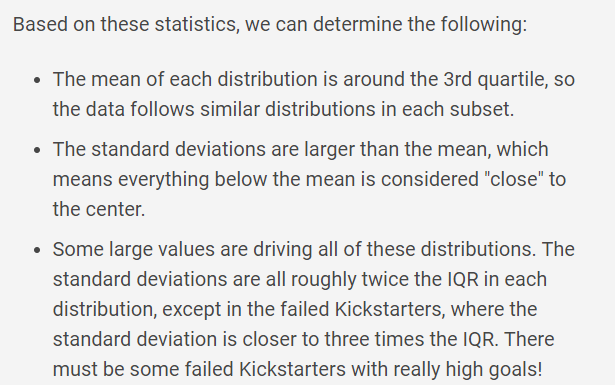 Based on these statistics, we can determine the following:
• The mean of each distribution is around the 3rd quartile, so
the data follows similar distributions in each subset.
• The standard deviations are larger than the mean, which
means everything below the mean is considered "close" to
the center.
• Some large values are driving all of these distributions. The
standard deviations are all roughly twice the IQR in each
distribution, except in the failed Kickstarters, where the
standard deviation is closer to three times the IQR. There
must be some failed Kickstarters with really high goals!